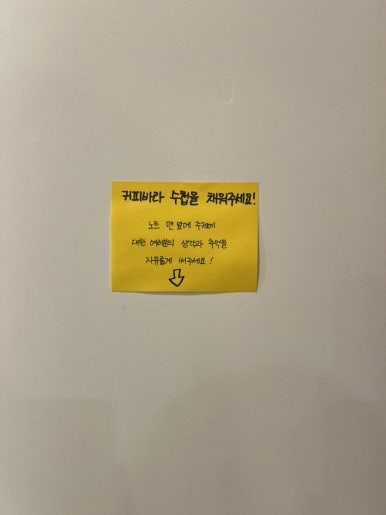 커피바라 수첩을 채워주세요!
노트 맨 앞에 주제에
대한 여러분의 생각과 추억을
자유롭게 써주세요!